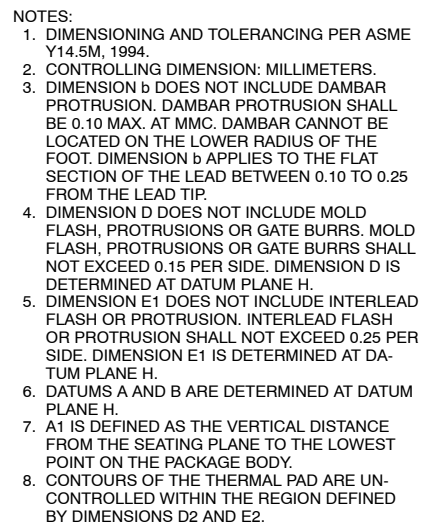 NOTES:
1. DIMENSIONING AND TOLERANCING PER ASME
Y14.5M, 1994.
2. CONTROLLING DIMENSION: MILLIMETERS.
3. DIMENSION b DOES NOT INCLUDE DAMBAR
PROTRUSION. DAMBAR PROTRUSION SHALL
BE 0.10 MAX. AT MMC. DAMBAR CANNOT BE
LOCATED ON THE LOWER RADIUS OF THE
FOOT. DIMENSION b APPLIES TO THE FLAT
SECTION OF THE LEAD BETWEEN 0.10 TO 0.25
FROM THE LEAD TIP.
4. DIMENSION D DOES NOT INCLUDE MOLD
FLASH, PROTRUSIONS OR GATE BURRS. MOLD
FLASH, PROTRUSIONS OR GATE BURRS SHALL
NOT EXCEED 0.15 PER SIDE. DIMENSION D IS
DETERMINED AT DATUM PLANE H.
5. DIMENSION E1 DOES NOT INCLUDE INTERLEAD
FLASH OR PROTRUSION. INTERLEAD FLASH
OR PROTRUSION SHALL NOT EXCEED 0.25 PER
SIDE. DIMENSION E1 IS DETERMINED AT DA-
TUM PLANE H.
6. DATUMS A AND B ARE DETERMINED AT DATUM
PLANE H.
7. A1 IS DEFINED AS THE VERTICAL DISTANCE
FROM THE SEATING PLANE TO THE LOWEST
POINT ON THE PACKAGE BODY.
8. CONTOURS OF THE THERMAL PAD ARE UN-
CONTROLLED WITHIN THE REGION DEFINED
BY DIMENSIONS D2 AND E2.